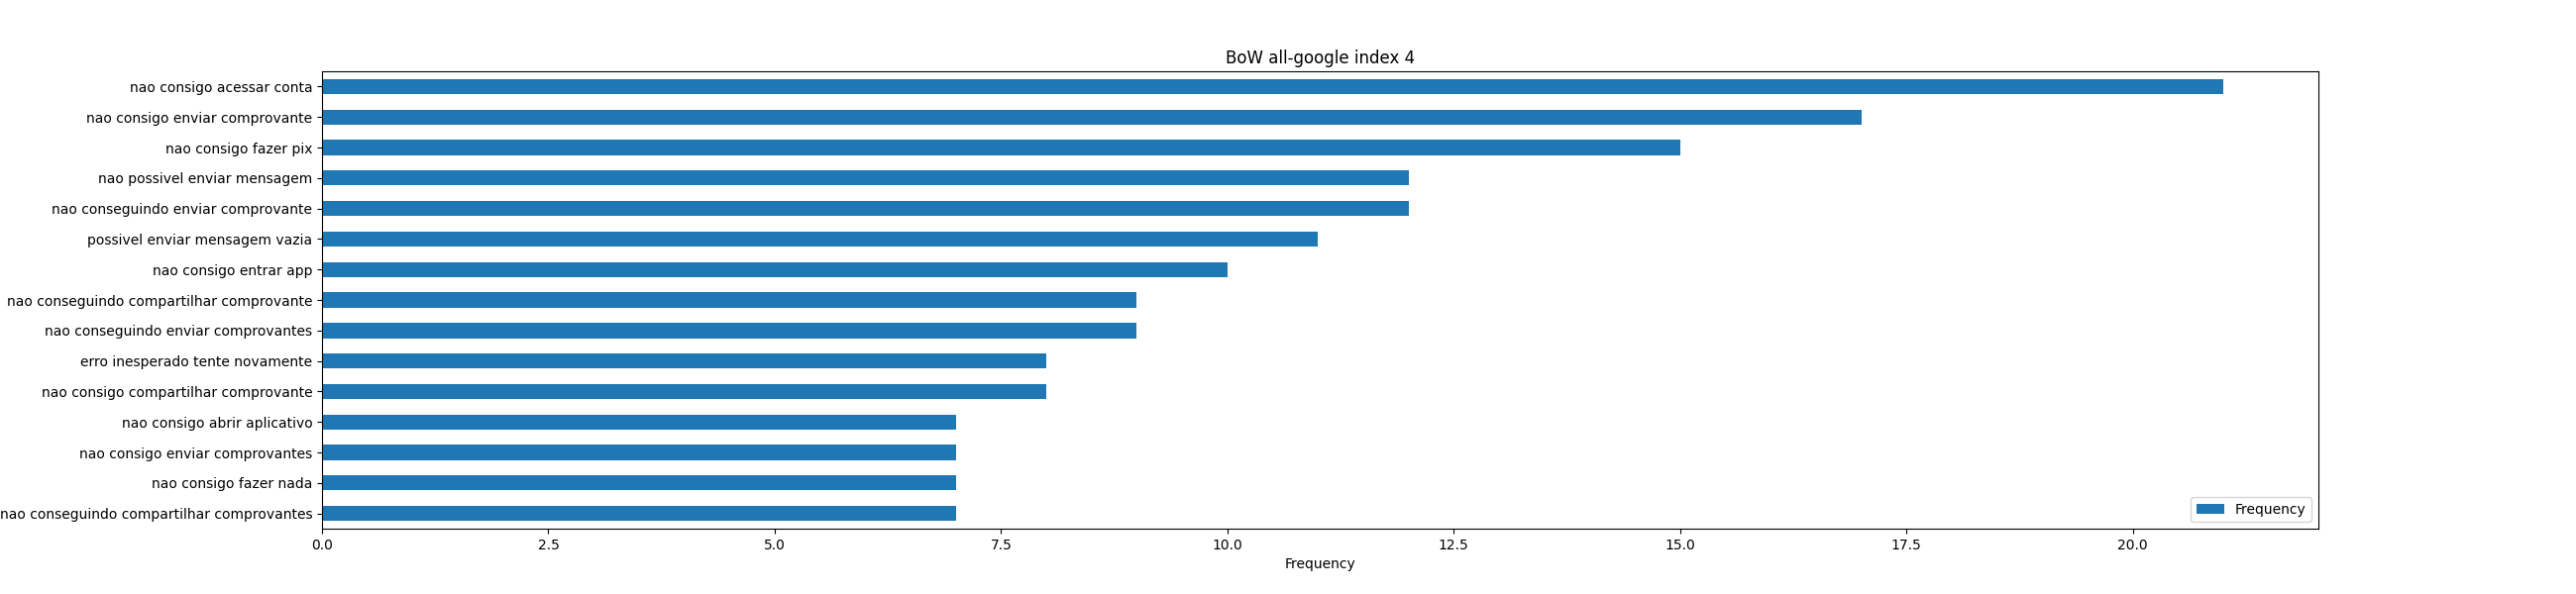 BoW all-google index 4
nao consigo acessar conta
nao consigo enviar comprovante
nao consigo fazer pix
nao possivel enviar mensagem
nao conseguindo enviar comprovante
possivel enviar mensagem vazia
nao consigo entrar app
nao conseguindo compartilhar comprovante
nao conseguindo enviar comprovantes
erro inesperado tente novamente
nao consigo compartilhar comprovante
nao consigo abrir aplicativo
nao consigo enviar comprovantes
nao consigo fazer nada
nao conseguindo compartilhar comprovantes
Frequency
0.0 2.5 5.0 7.5 10.0 12.5 15.0 17.5 20.0
Frequency